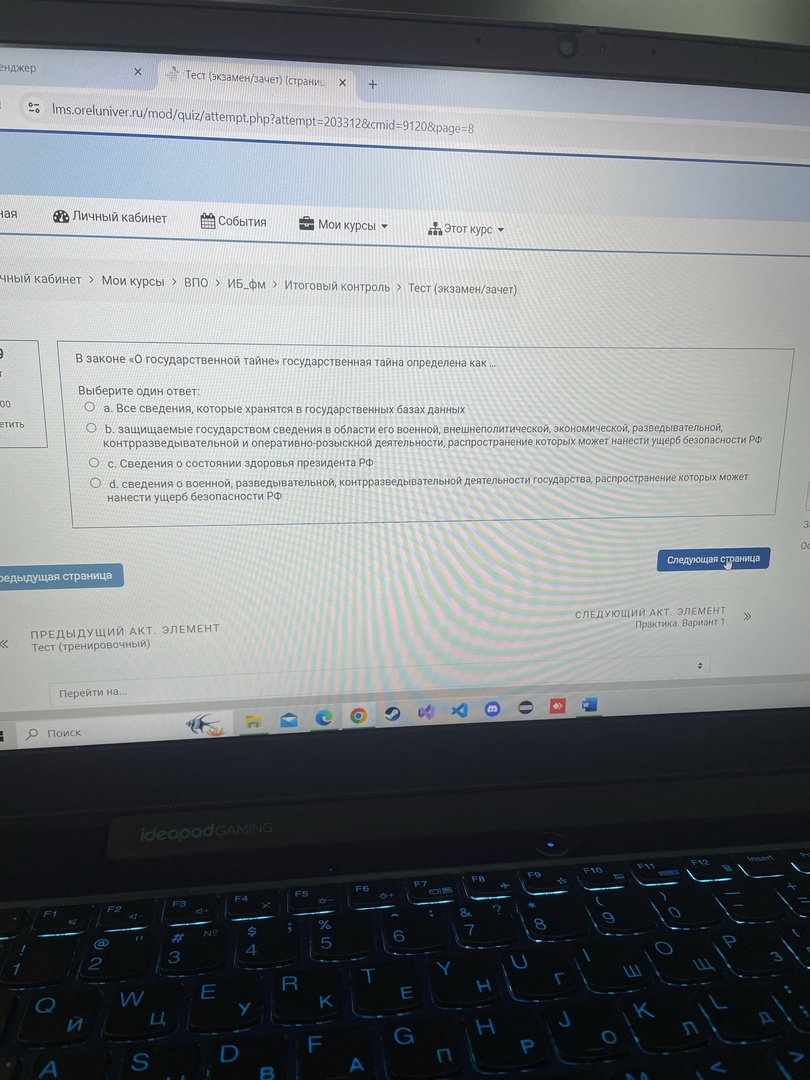 енджер
Тест (экзамен/зачет) (страни...
lms.oreluniver.ru/mod/quiz/attempt.php?attempt=203312&cmid=9120&page=8
ная Личный кабинет События Мои курсы Этот курс
чный кабинет > Мои курсы > ВПО > ИБ_фм > Итоговый контроль > Тест (экзамен/зачет)
9
т
00
етить
В законе «О государственной тайне» государственная тайна определена как ...
Выберите один ответ:
a. Все сведения, которые хранятся в государственных базах данных
b. защищаемые государством сведения в области его военной, внешнеполитической, экономической, разведывательной,
контрразведывательной и оперативно-розыскной деятельности, распространение которых может нанести ущерб безопасности РФ
c. Сведения о состоянии здоровья президента РФ
d. сведения о военной, разведывательной, контрразведывательной деятельности государства, распространение которых может
нанести ущерб безопасности РФ
За
Ос
редыдущая страница
Следующая страница
ПРЕДЫДУЩИЙ АКТ. ЭЛЕМЕНТ
Тест (тренировочный)
СЛЕДУЮЩИЙ АКТ. ЭЛЕМЕНТ
Практика. Вариант 1
Перейти на...
Поиск
ideapad GAMING
F1 F2 F3 F4 F5 F6 F7 F8 F9 F10 F11 F12 Insert
! 1 @ " 2 # № 3 $ ; 4 % 5 ^ : 6 & ? 7 * 8 ( 9 ) 0
Q Й W Ц E У R К T Е Y Н U Г I Ш O Щ P З
A S D В F А G П H Р J О K Л L Д